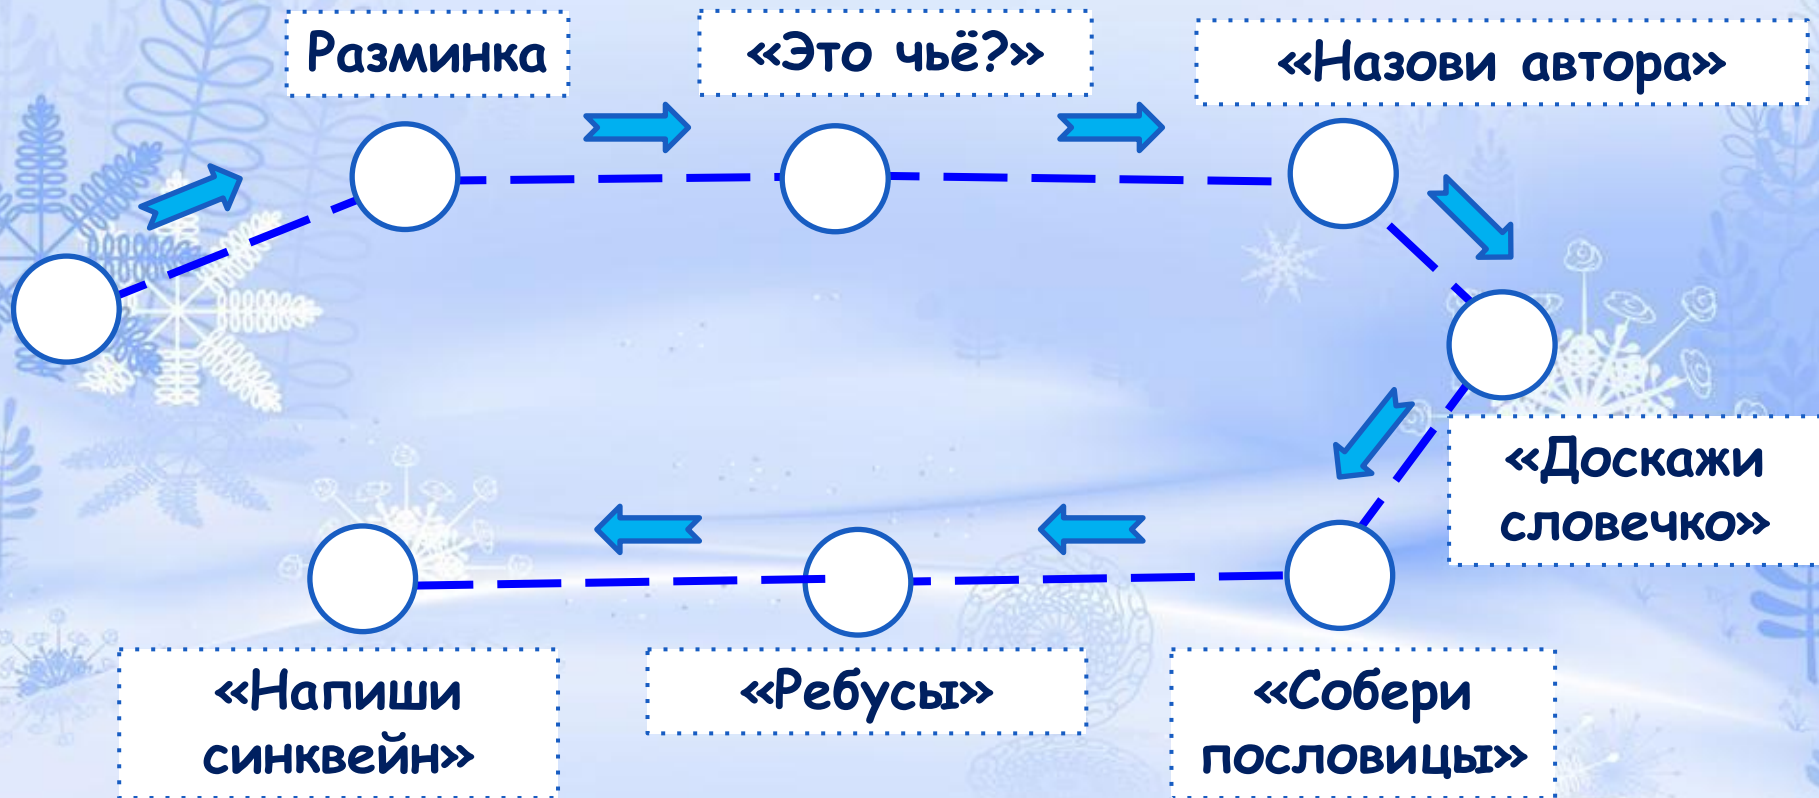 Разминка
«Это чьё?»
«Назови автора»
«Доскажи
словечко»
«Собери
пословицы»
«Ребусы»
«Напиши
синквейн»